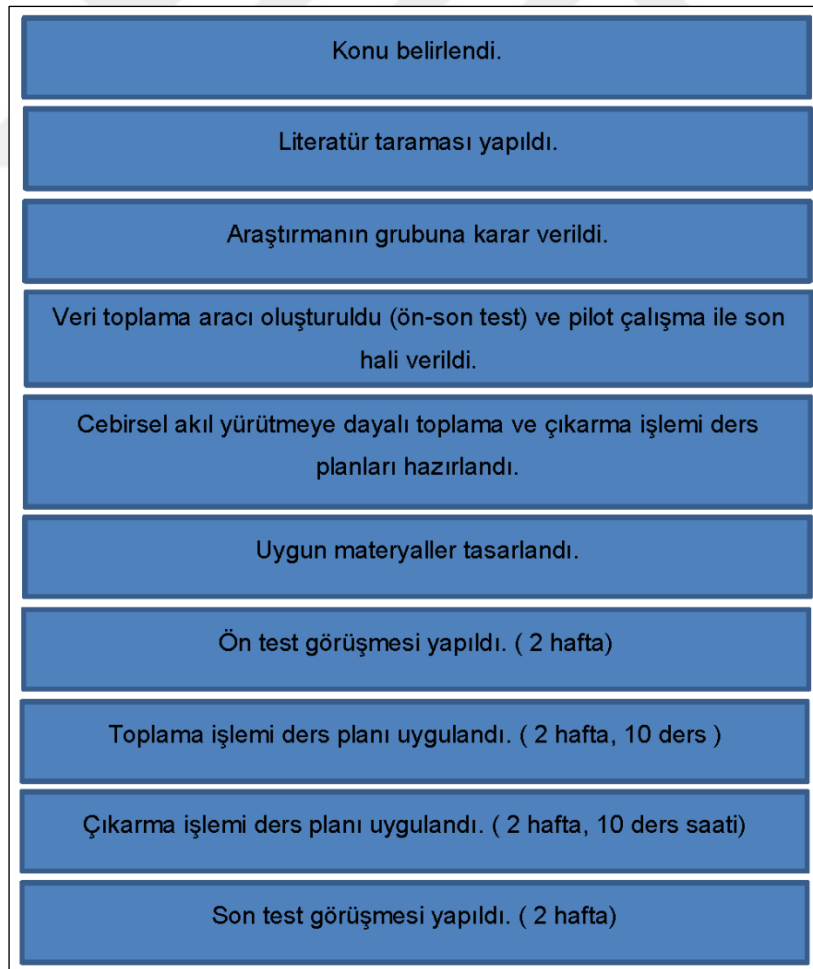 Konu belirlendi.
Literatür taraması yapıldı.
Araştırmanın grubuna karar verildi.
Veri toplama aracı oluşturuldu (ön-son test) ve pilot çalışma ile son
hali verildi.
Cebirsel akıl yürütmeye dayalı toplama ve çıkarma işlemi ders
planları hazırlandı.
Uygun materyaller tasarlandı.
Ön test görüşmesi yapıldı. ( 2 hafta)
Toplama işlemi ders planı uygulandı. ( 2 hafta, 10 ders )
Çıkarma işlemi ders planı uygulandı. ( 2 hafta, 10 ders saati)
Son test görüşmesi yapıldı. ( 2 hafta)